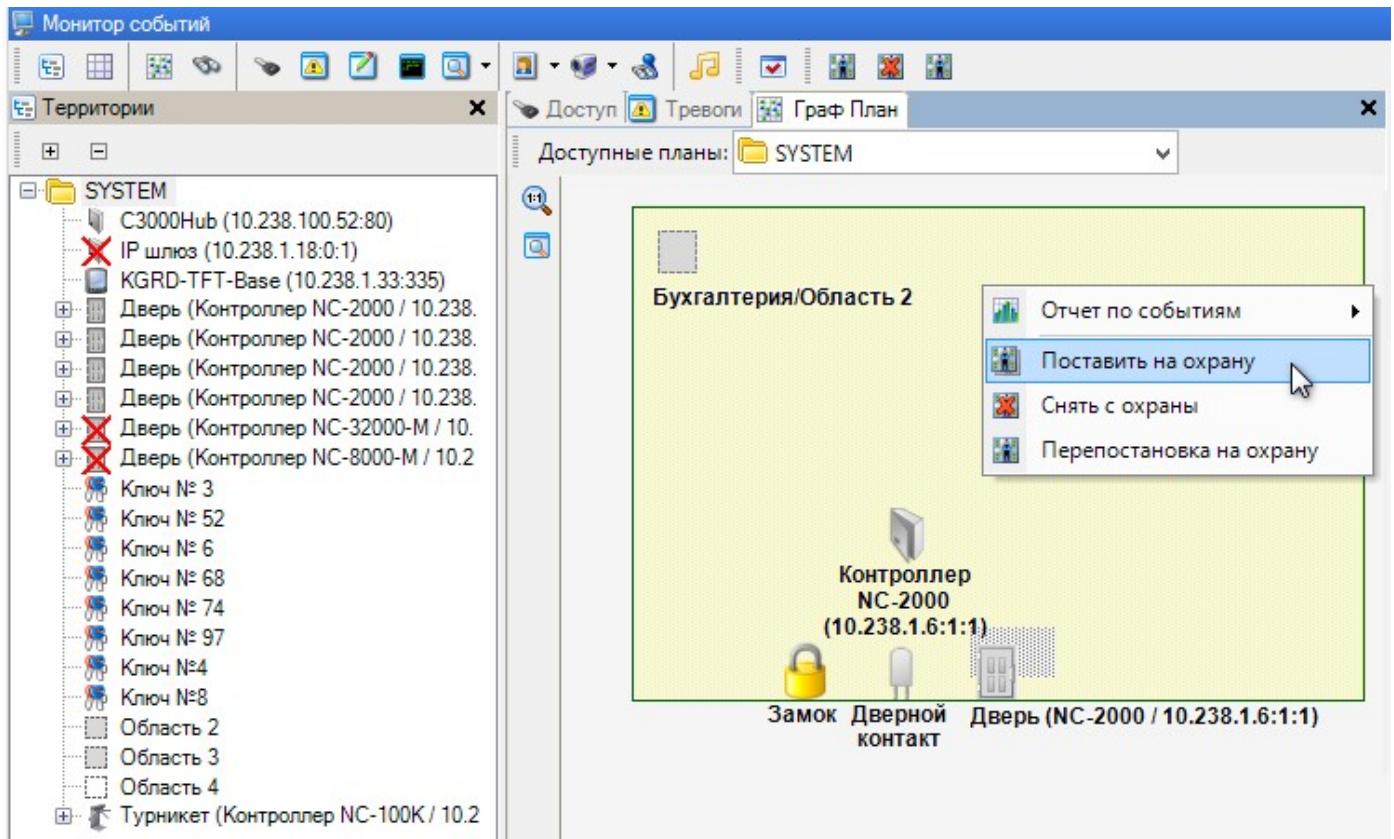 Монитор событий
Территории
SYSTEM
C3000Hub (10.238.100.52:80)
IP шлюз (10.238.1.18:0:1)
KGRD-TFT-Base (10.238.1.33:335)
Дверь (Контроллер NC-2000 / 10.238.
Дверь (Контроллер NC-2000 / 10.238.
Дверь (Контроллер NC-2000 / 10.238.
Дверь (Контроллер NC-2000 / 10.238.
Дверь (Контроллер NC-32000-M / 10.
Дверь (Контроллер NC-8000-M / 10.2
Ключ № 3
Ключ № 52
Ключ № 6
Ключ № 68
Ключ № 74
Ключ № 97
Ключ №4
Ключ №8
Область 2
Область 3
Область 4
Турникет (Контроллер NC-100K / 10.2
Доступ Тревоги Граф План
Доступные планы: SYSTEM
1:1
Бухгалтерия/Область 2
Отчет по событиям
Поставить на охрану
Снять с охраны
Перепостановка на охрану
Контроллер
NC-2000
(10.238.1.6:1:1)
Замок Дверной контакт Дверь (NC-2000 / 10.238.1.6:1:1)